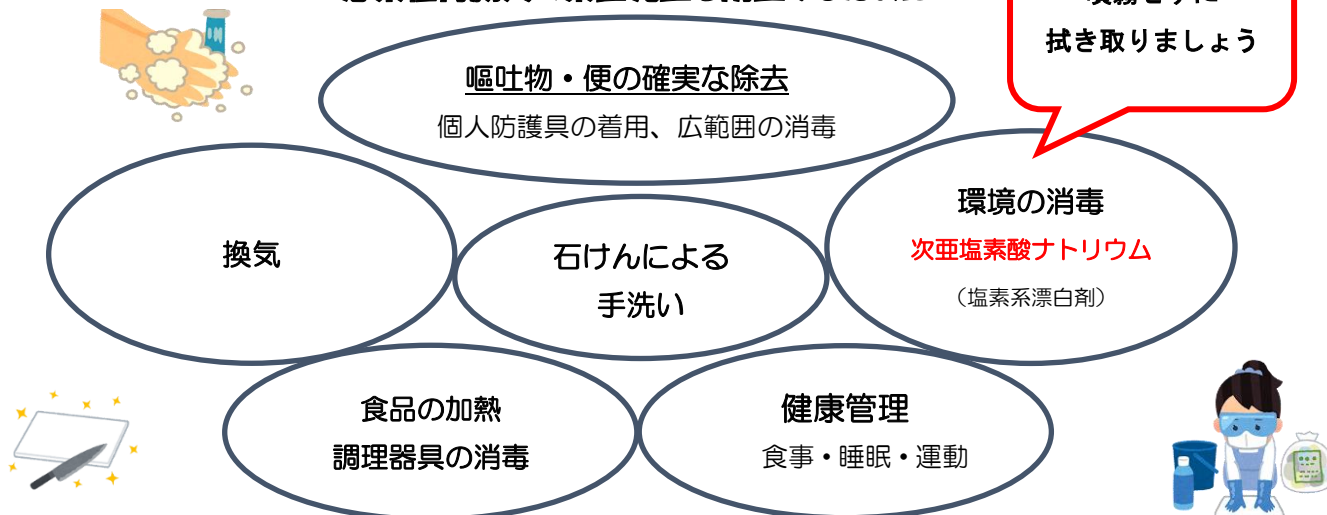 拭き取りましょう
嘔吐物・便の確実な除去
個人防護具の着用、広範囲の消毒
環境の消毒
次亜塩素酸ナトリウム
（塩素系漂白剤）
換気
石けんによる
手洗い
食品の加熱
調理器具の消毒
健康管理
食事・睡眠・運動